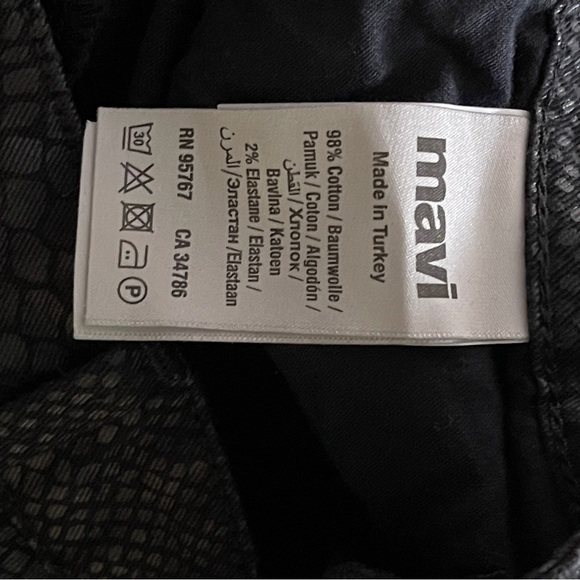 mavi
Made in Turkey
98% Cotton / Baumwolle /
Pamuk / Coton / Algodón /
القطن / Хлопок /
Bavlna / Katoen
2% Elastane / Elastan /
المرن / Эластан / Elastaan
RN 95767 CA 34786
30 P